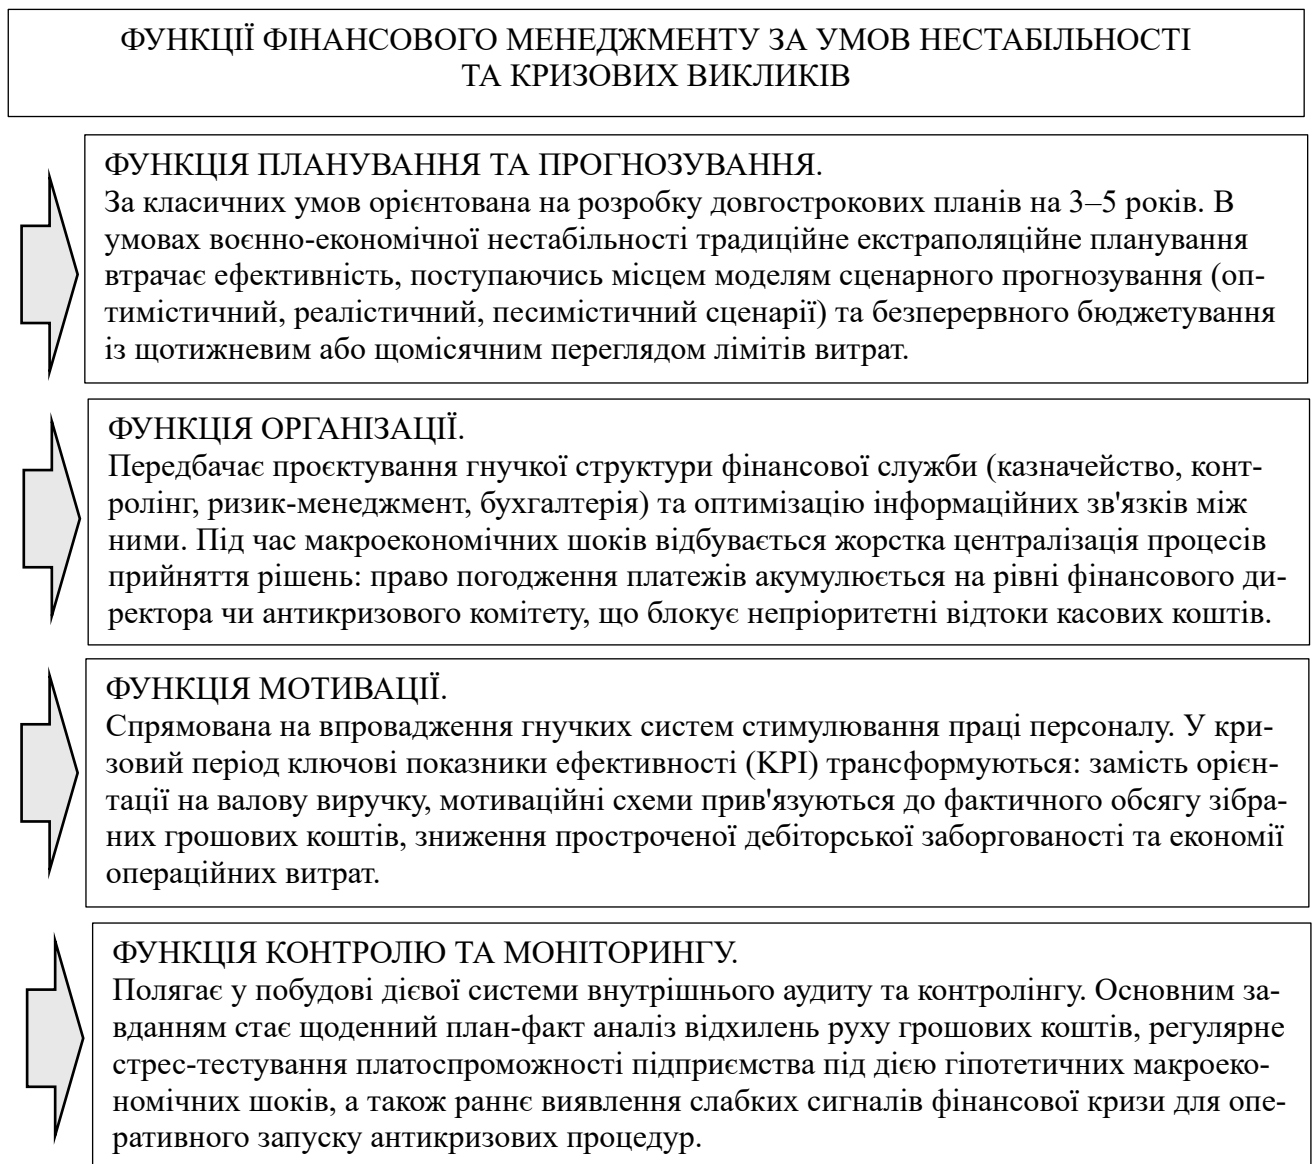 ФУНКЦІЇ ФІНАНСОВОГО МЕНЕДЖМЕНТУ ЗА УМОВ НЕСТАБІЛЬНОСТІ
ТА КРИЗОВИХ ВИКЛИКІВ
ФУНКЦІЯ ПЛАНУВАННЯ ТА ПРОГНОЗУВАННЯ.
За класичних умов орієнтована на розробку довгострокових планів на 3–5 років. В
умовах воєнно-економічної нестабільності традиційне екстраполяційне планування
втрачає ефективність, поступаючись місцем моделям сценарного прогнозування (оп-
тимістичний, реалістичний, песимістичний сценарії) та безперервного бюджетування
із щотижневим або щомісячним переглядом лімітів витрат.
ФУНКЦІЯ ОРГАНІЗАЦІЇ.
Передбачає проєктування гнучкої структури фінансової служби (казначейство, конт-
ролінг, ризик-менеджмент, бухгалтерія) та оптимізацію інформаційних зв'язків між
ними. Під час макроекономічних шоків відбувається жорстка централізація процесів
прийняття рішень: право погодження платежів акумулюється на рівні фінансового ди-
ректора чи антикризового комітету, що блокує непріоритетні відтоки касових коштів.
ФУНКЦІЯ МОТИВАЦІЇ.
Спрямована на впровадження гнучких систем стимулювання праці персоналу. У кри-
зовий період ключові показники ефективності (KPI) трансформуються: замість орієн-
тації на валову виручку, мотиваційні схеми прив'язуються до фактичного обсягу зібра-
них грошових коштів, зниження простроченої дебіторської заборгованості та економії
операційних витрат.
ФУНКЦІЯ КОНТРОЛЮ ТА МОНІТОРИНГУ.
Полягає у побудові дієвої системи внутрішнього аудиту та контролінгу. Основним за-
вданням стає щоденний план-факт аналіз відхилень руху грошових коштів, регулярне
стрес-тестування платоспроможності підприємства під дією гіпотетичних макроеко-
номічних шоків, а також раннє виявлення слабких сигналів фінансової кризи для опе-
ративного запуску антикризових процедур.